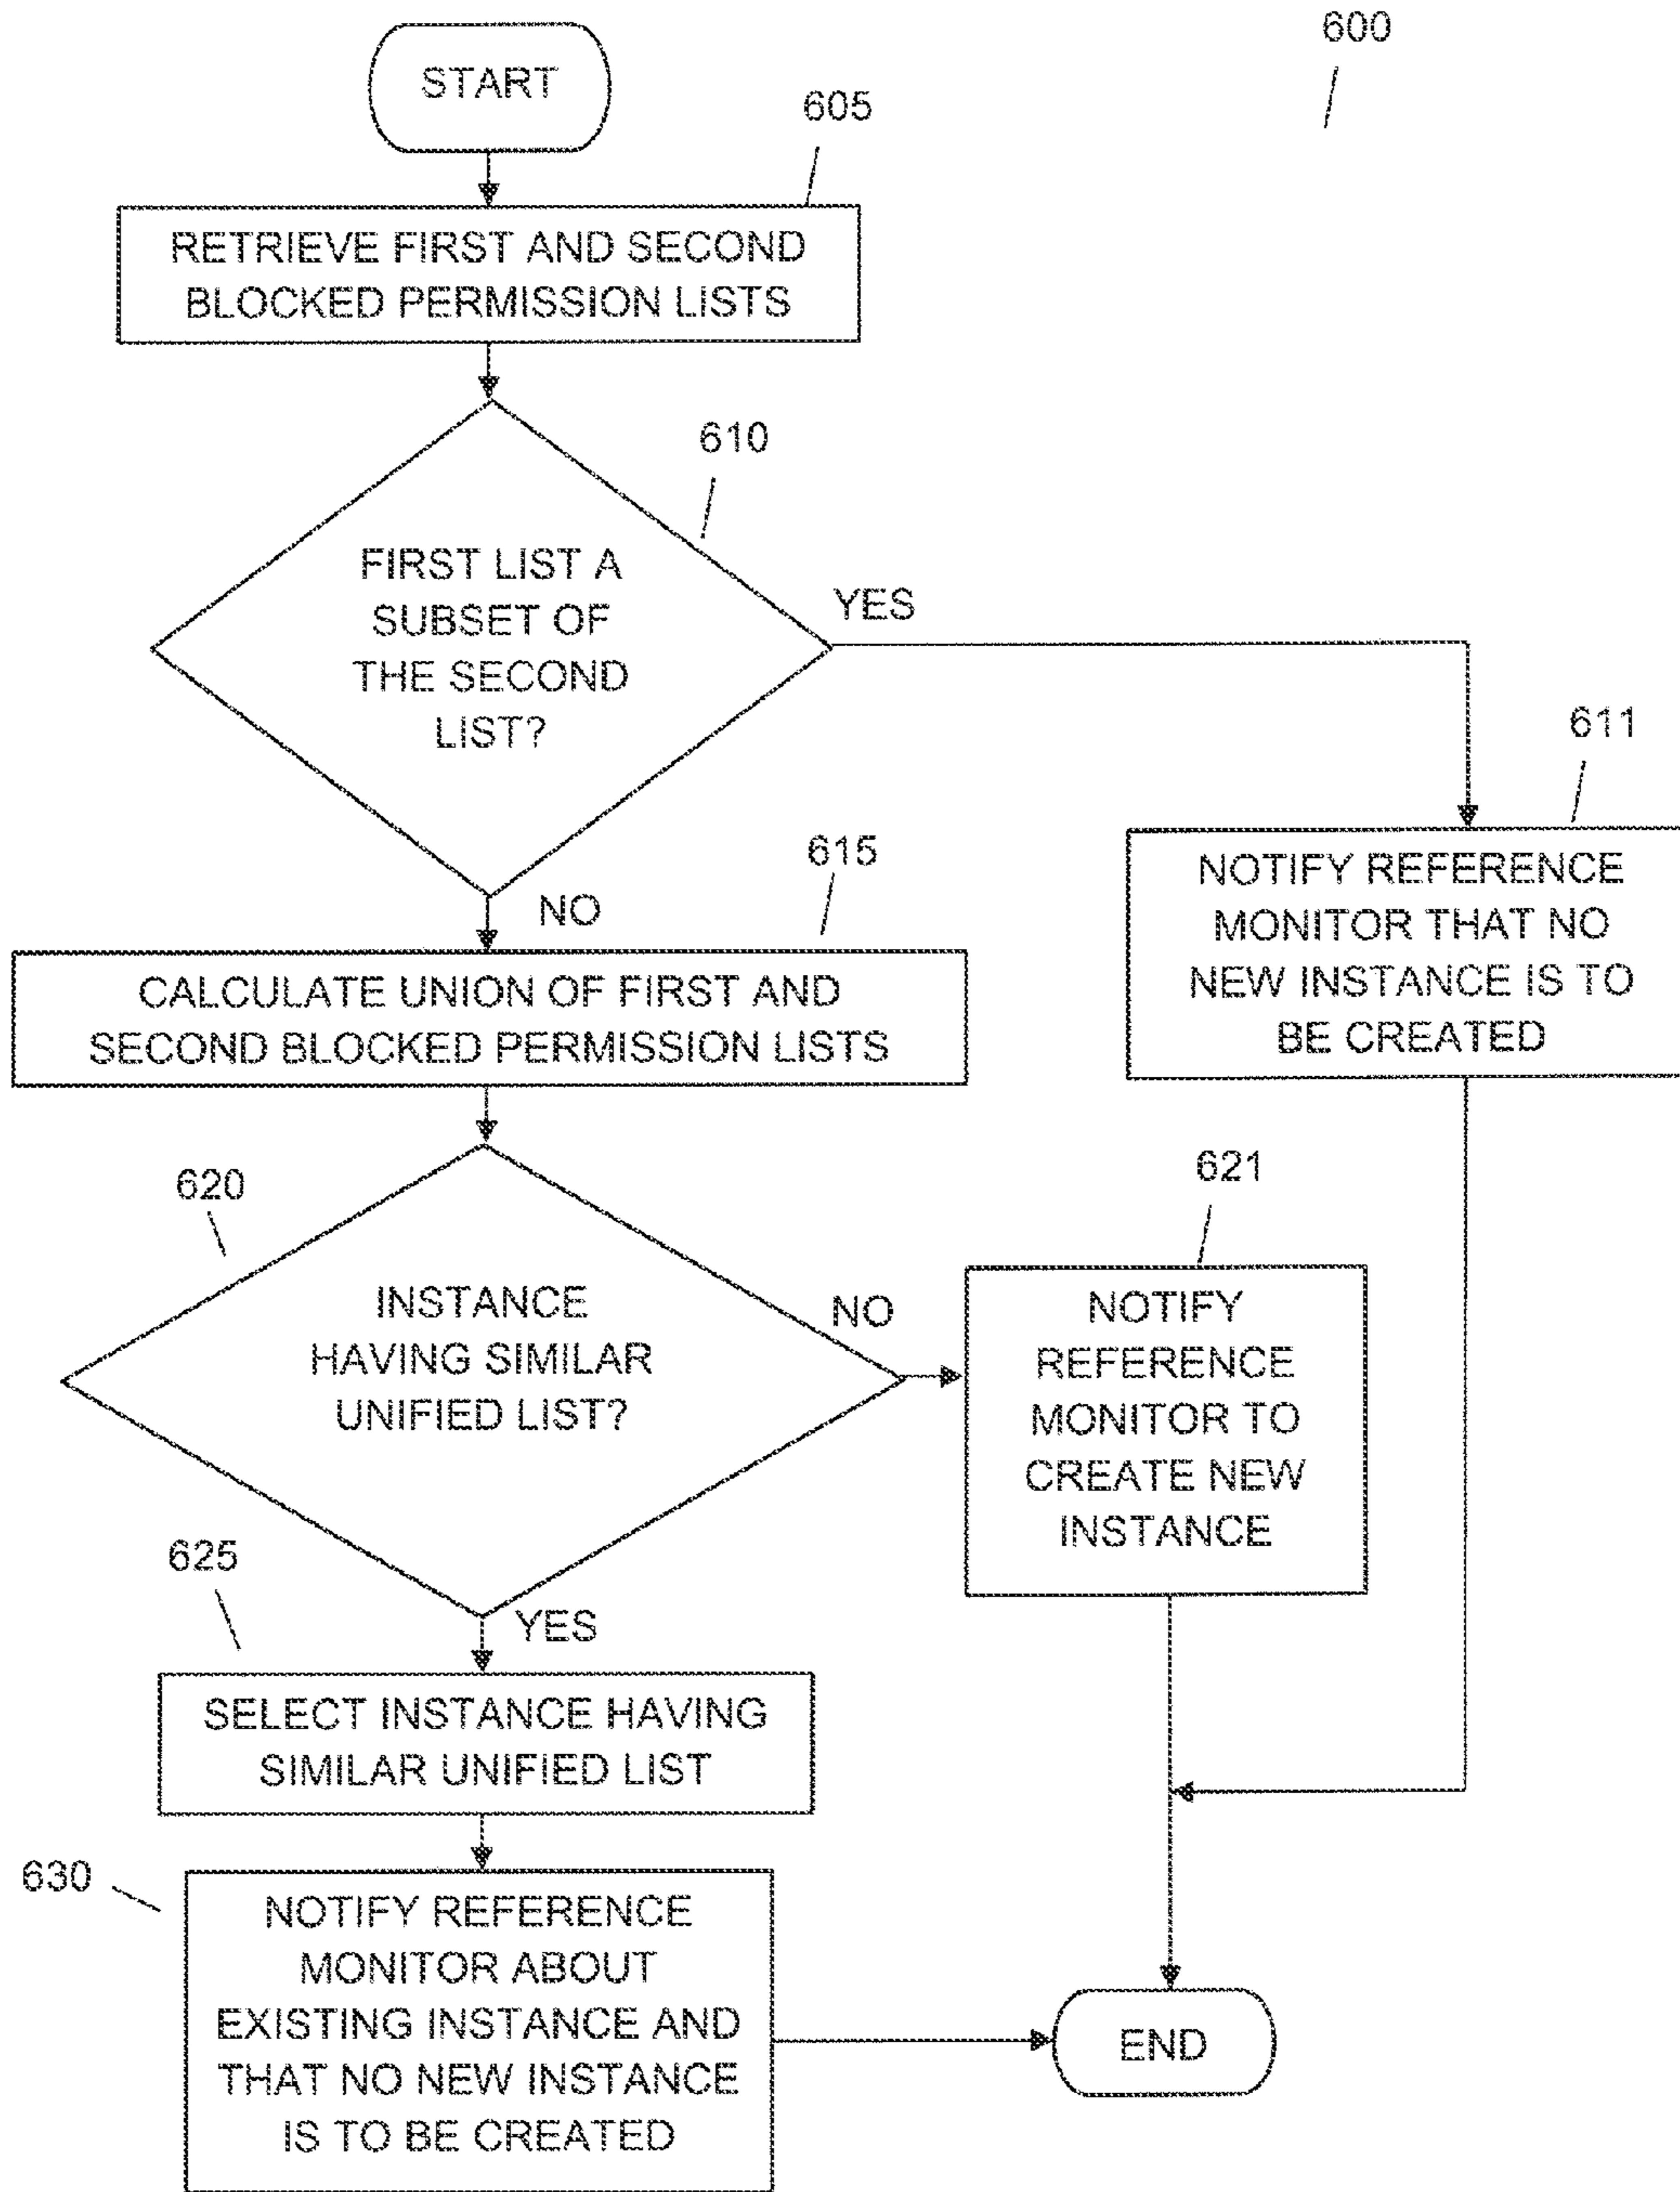 600
START
605
RETRIEVE FIRST AND SECOND
BLOCKED PERMISSION LISTS
610
FIRST LIST A
SUBSET OF
THE SECOND
LIST?
YES
NO
611
NOTIFY REFERENCE
MONITOR THAT NO
NEW INSTANCE IS TO
BE CREATED
615
CALCULATE UNION OF FIRST AND
SECOND BLOCKED PERMISSION LISTS
620
INSTANCE
HAVING SIMILAR
UNIFIED LIST?
NO
YES
621
NOTIFY
REFERENCE
MONITOR TO
CREATE NEW
INSTANCE
625
SELECT INSTANCE HAVING
SIMILAR UNIFIED LIST
630
NOTIFY REFERENCE
MONITOR ABOUT
EXISTING INSTANCE AND
THAT NO NEW INSTANCE
IS TO BE CREATED
END